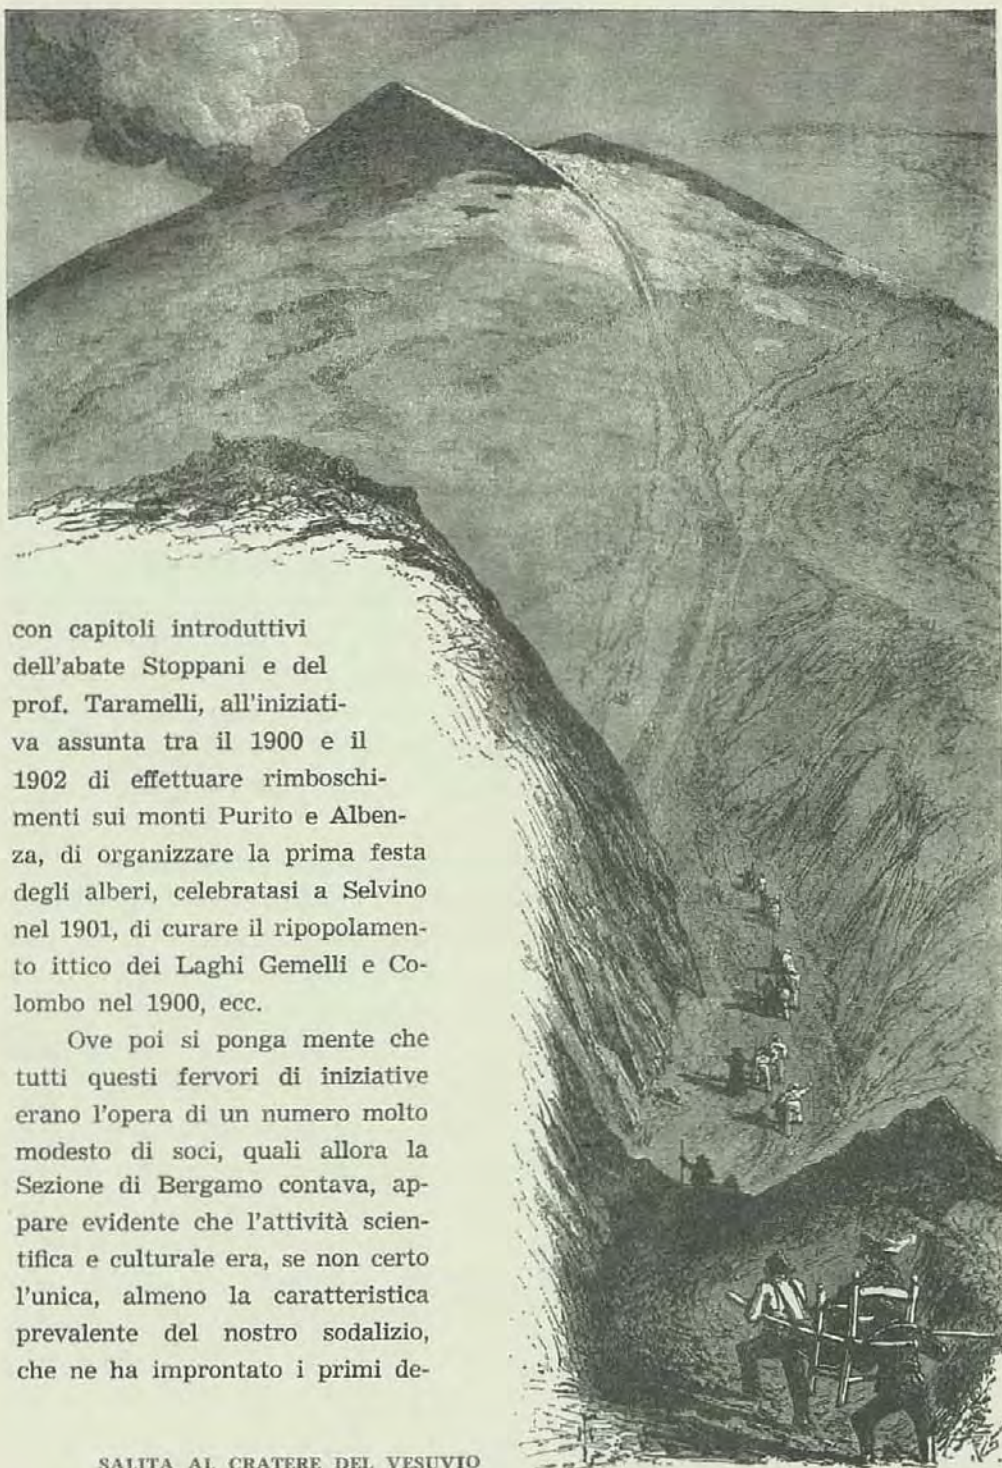 con capitoli introduttivi
dell'abate Stoppani e del
prof. Taramelli, all'iniziati-
va assunta tra il 1900 e il
1902 di effettuare rimboschi-
menti sui monti Purito e Alben-
za, di organizzare la prima festa
degli alberi, celebratasi a Selvino
nel 1901, di curare il ripopolamen-
to ittico dei Laghi Gemelli e Co-
lombo nel 1900, ecc.
Ove poi si ponga mente che
tutti questi fervori di iniziative
erano l'opera di un numero molto
modesto di soci, quali allora la
Sezione di Bergamo contava, ap-
pare evidente che l'attività scien-
tifica e culturale era, se non certo
l'unica, almeno la caratteristica
prevalente del nostro sodalizio,
che ne ha improntato i primi de-
SALITA AL CRATERE DEL VESUVIO